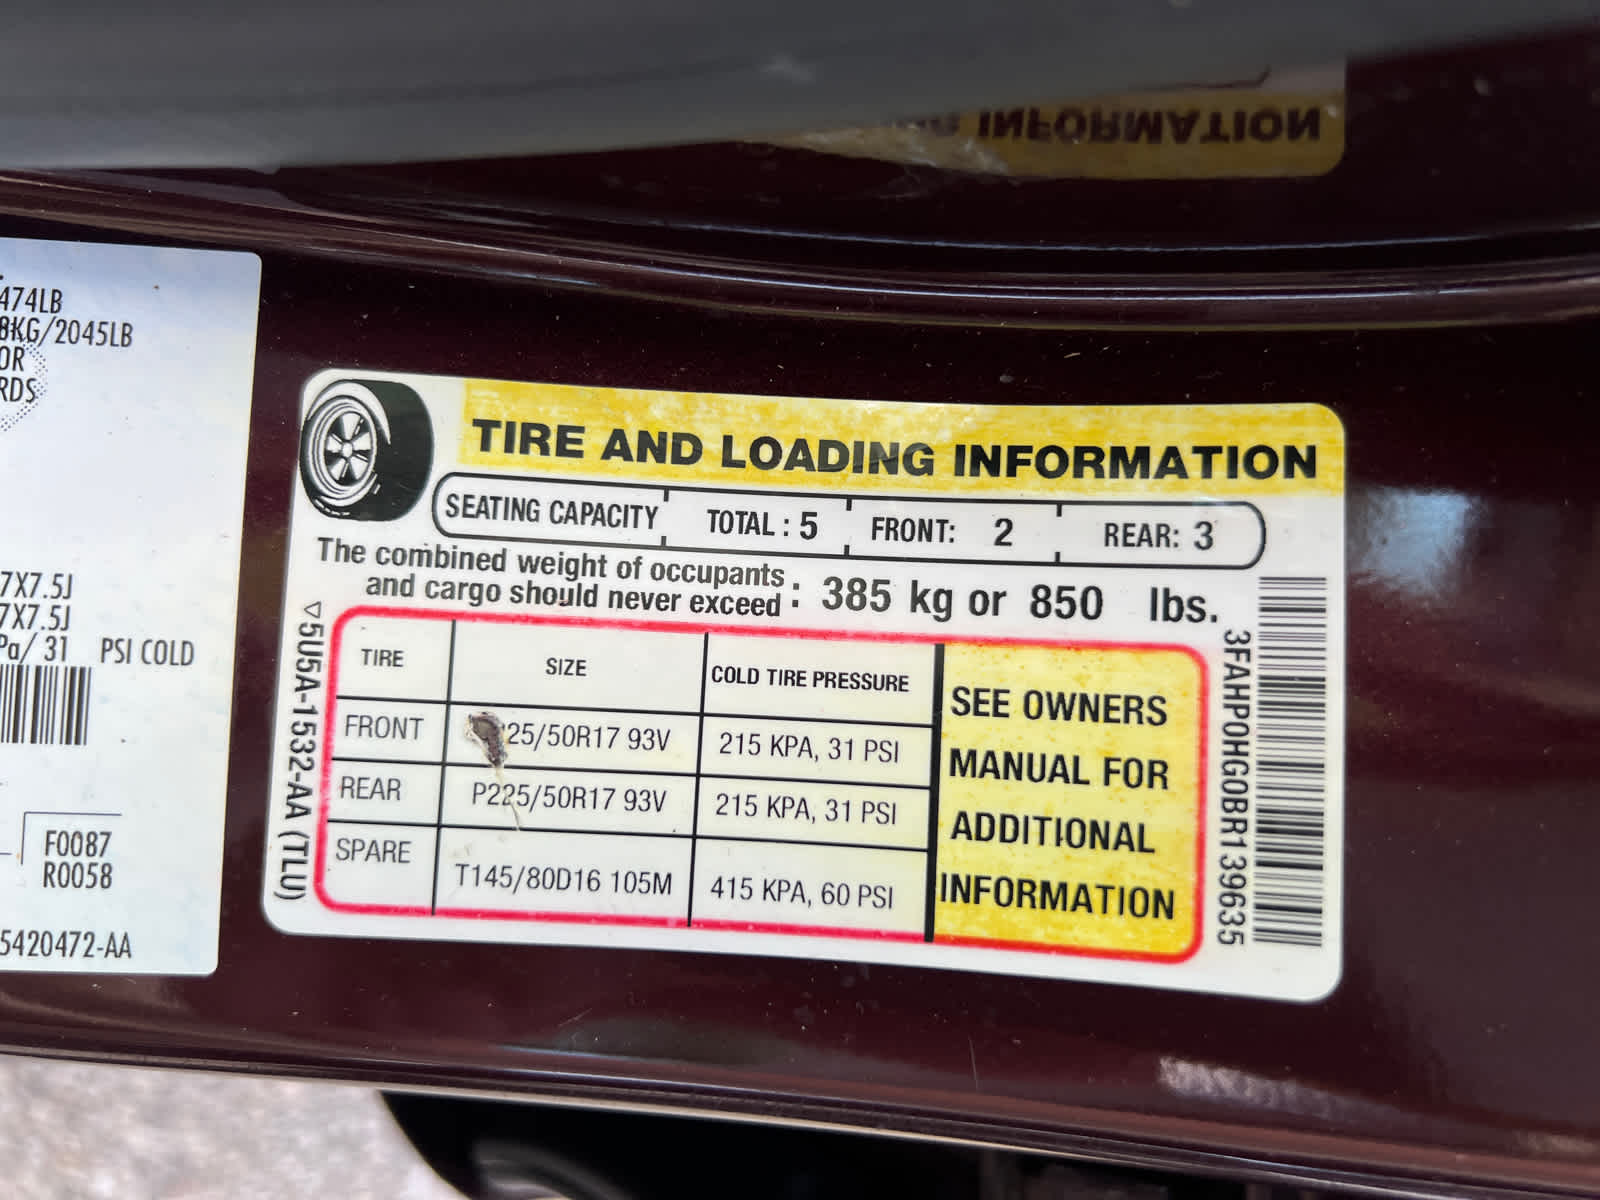 INFORMATION
474LB
8KG/2045LB
OR
RDS
7X7.5J
7X7.5J
Pa/ 31 PSI COLD
F0087
R0058
5420472-AA
TIRE AND LOADING INFORMATION
SEATING CAPACITY TOTAL : 5 FRONT: 2 REAR: 3
The combined weight of occupants
and cargo should never exceed : 385 kg or 850 lbs.
TIRE SIZE COLD TIRE PRESSURE
FRONT 25/50R17 93V 215 KPA, 31 PSI
REAR P225/50R17 93V 215 KPA, 31 PSI
SPARE T145/80D16 105M 415 KPA, 60 PSI
SEE OWNERS
MANUAL FOR
ADDITIONAL
INFORMATION
▽5U5A-1532-AA (TLU)
3FAHP0HG0BR139635